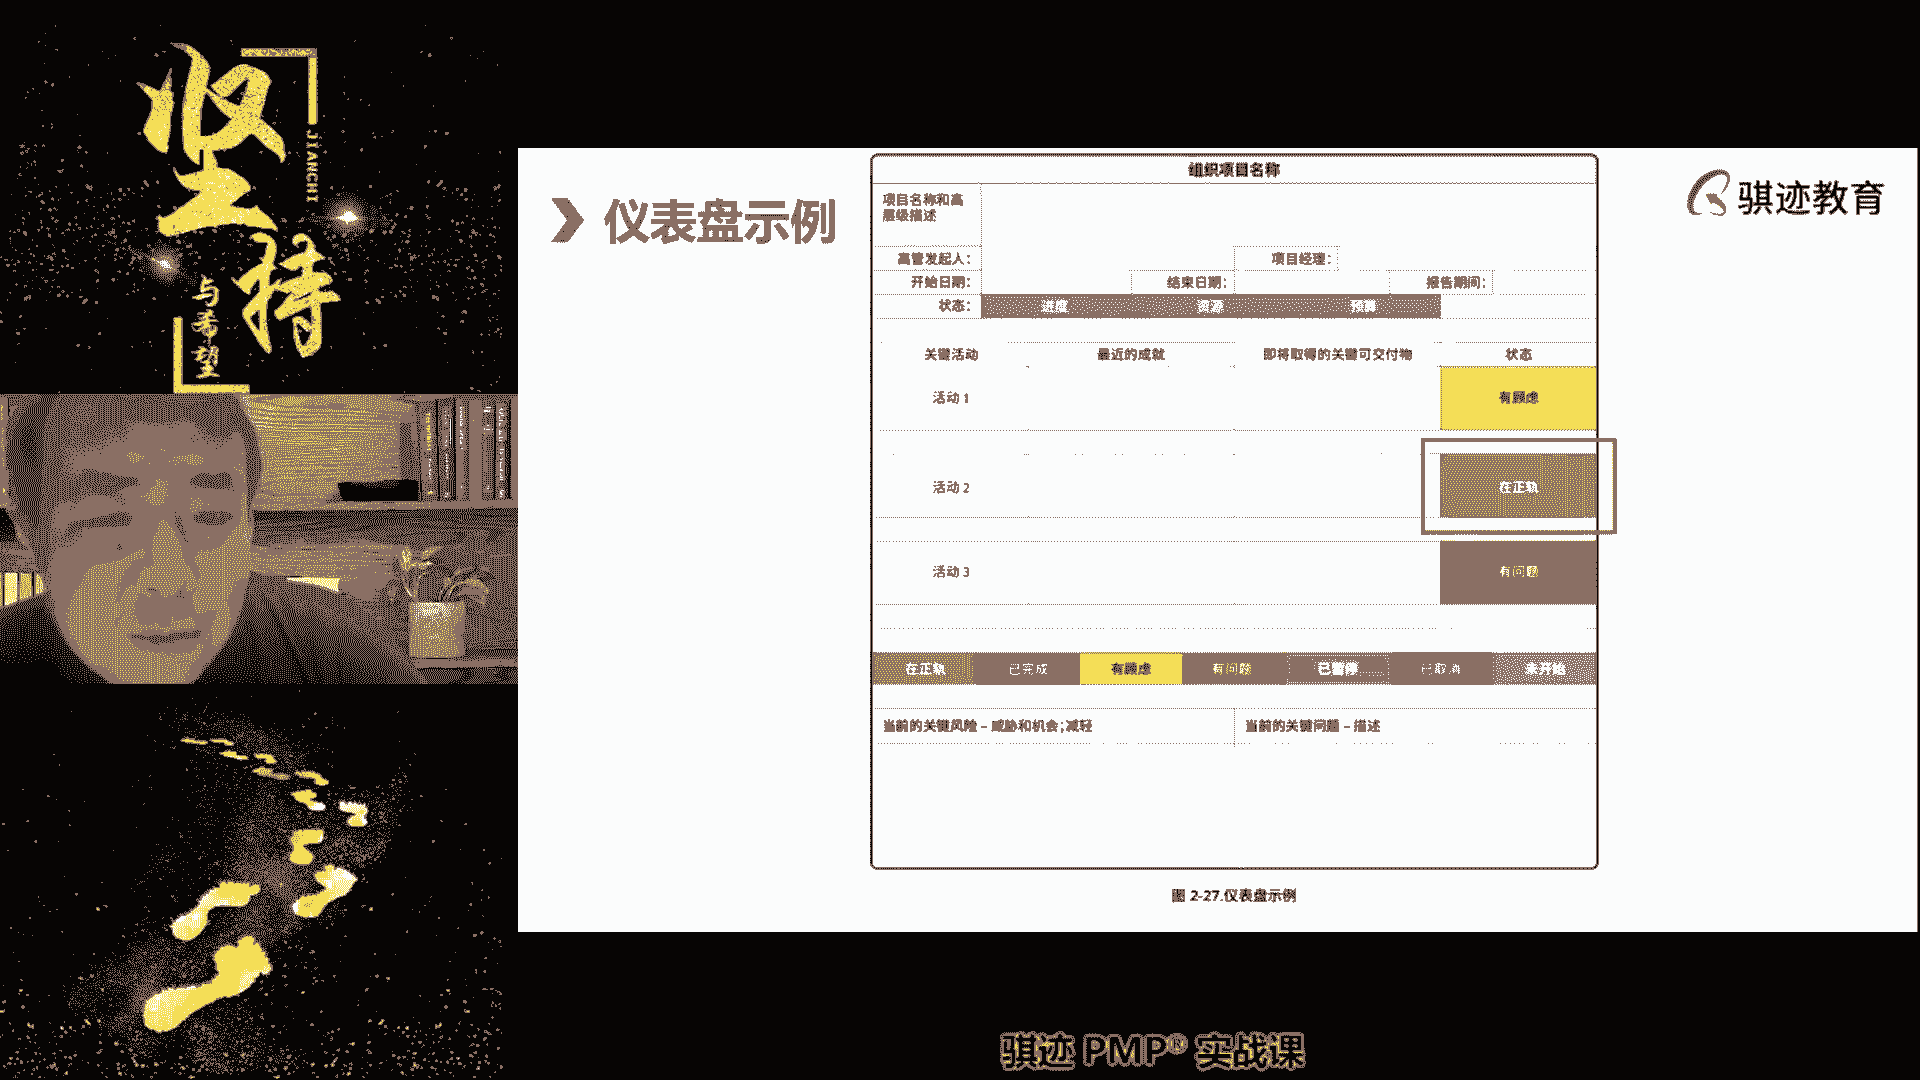 坚持
JIANCHI
与希望
仪表盘示例
骐迹教育
组织项目名称
项目名称和高
层级描述
高管发起人：
项目经理：
开始日期：
结束日期：
报告期间：
状态：
进度
资源
预算
关键活动
最近的成就
即将取得的关键可交付物
状态
活动 1
有顾虑
活动 2
在正轨
活动 3
有问题
在正轨
已完成
有顾虑
有问题
已暂停
已取消
未开始
当前的关键风险 – 威胁和机会；减轻
当前的关键问题 – 描述
图 2-27.仪表盘示例
骐迹 PMP® 实战课